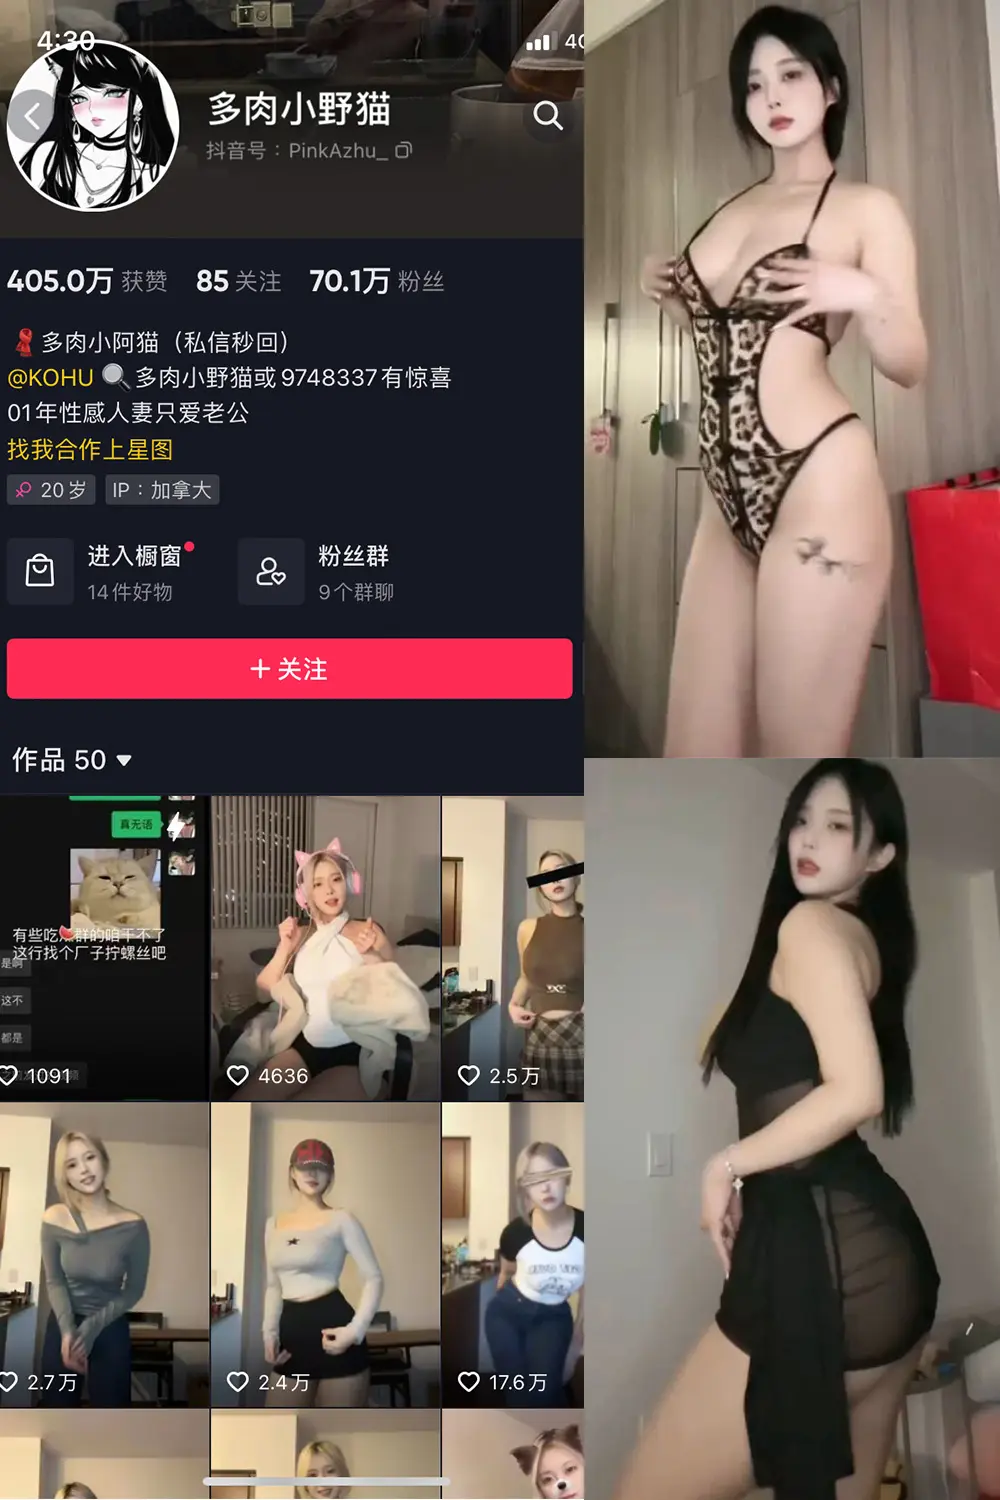 4:30
4G
多肉小野猫
抖音号：PinkAzhu_
405.0万 获赞 85 关注 70.1万 粉丝
多肉小阿猫（私信秒回）
@KOHU 多肉小野猫或9748337有惊喜
01年性感人妻只爱老公
找我合作上星图
20岁 IP：加拿大
进入橱窗
14件好物
粉丝群
9个群聊
+ 关注
作品 50
真无语
有些吃 群的咱干不了
这行找个厂子拧螺丝吧
是啊
这不
都是
1091
4636
2.5万
2.7万
2.4万
17.6万